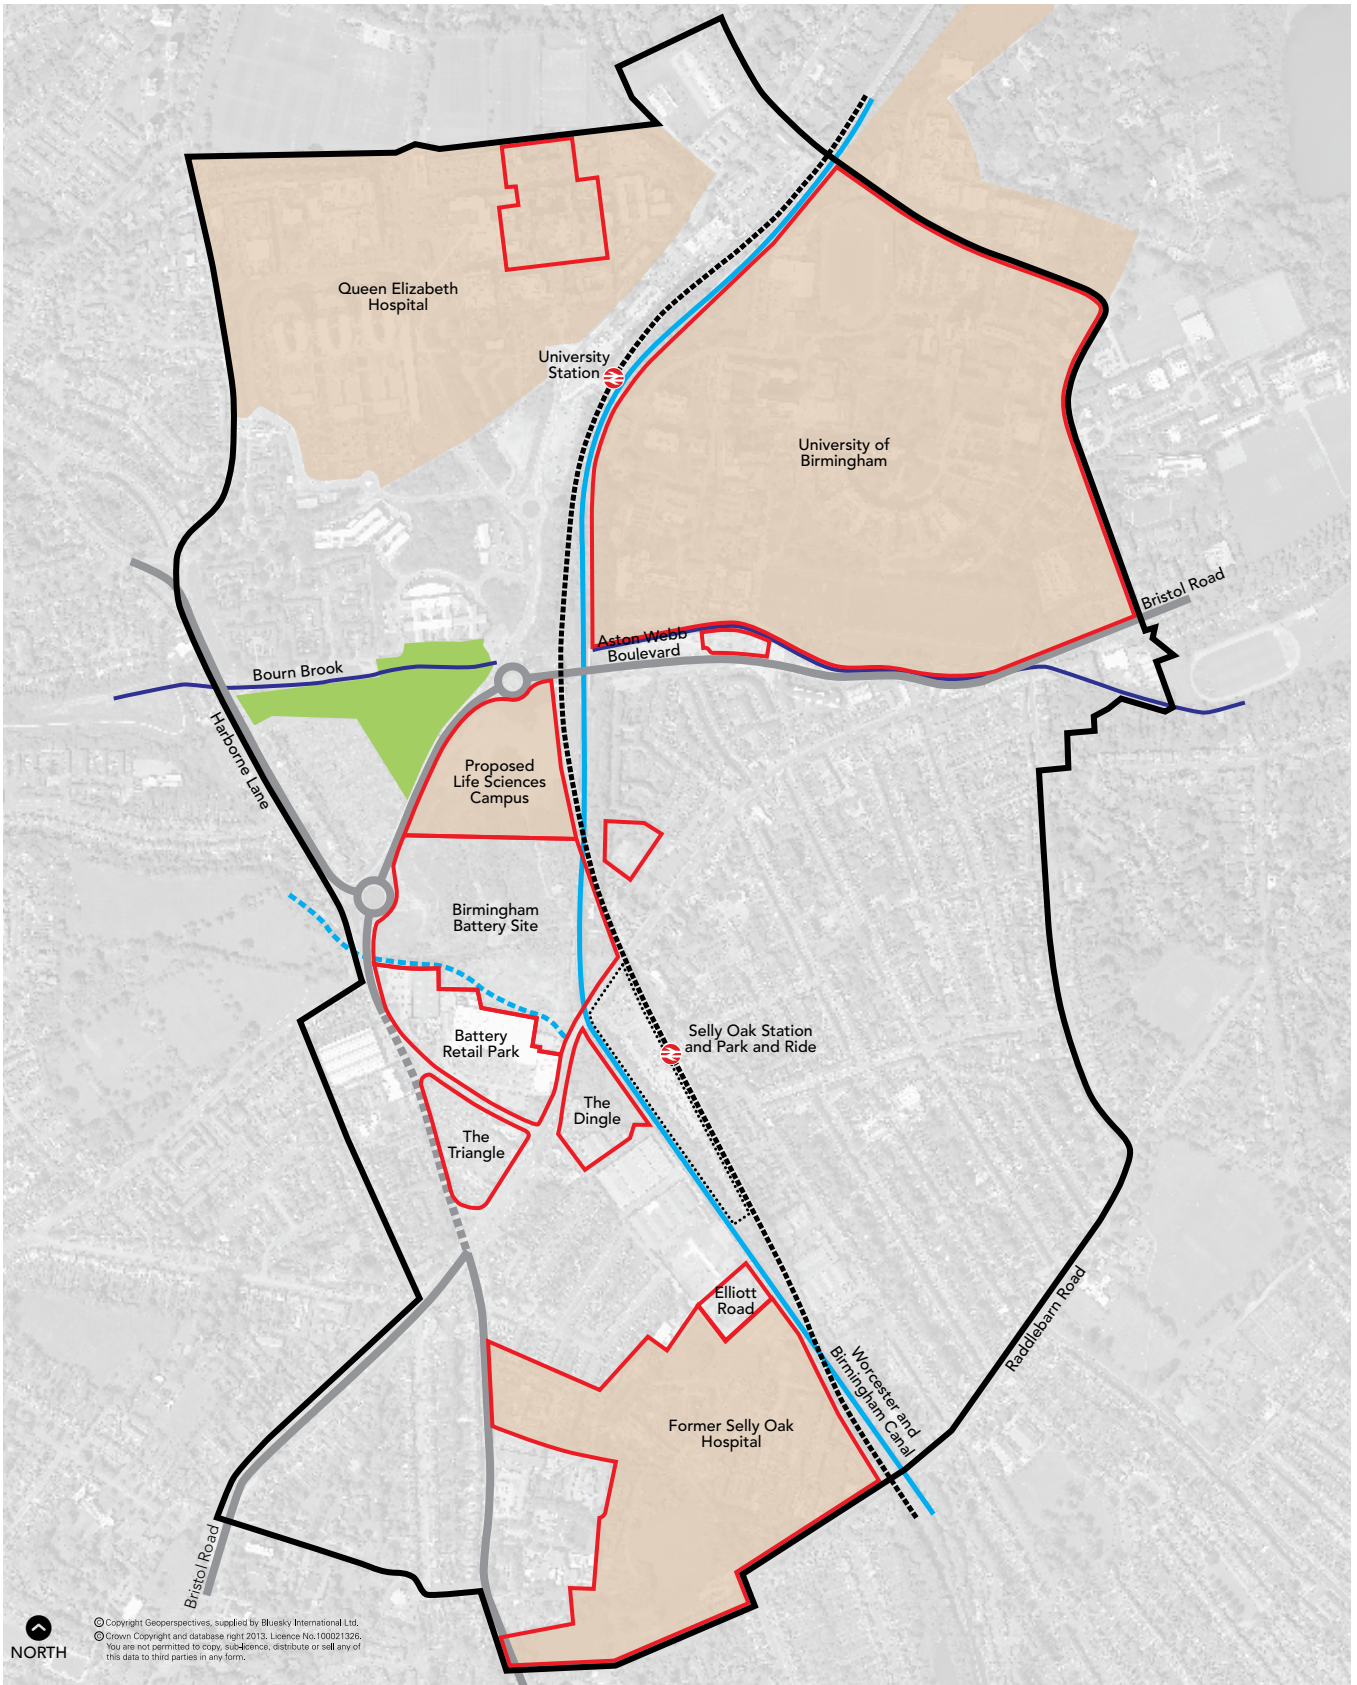 Queen Elizabeth
Hospital
University
Station
University of
Birmingham
Bristol Road
Aston Webb
Boulevard
Bourn Brook
Harborne Lane
Proposed
Life Sciences
Campus
Birmingham
Battery Site
Battery
Retail Park
Selly Oak Station
and Park and Ride
The
Dingle
The
Triangle
Elliott
Road
Raddlebarn Road
Worcester and
Birmingham Canal
Former Selly Oak
Hospital
Bristol Road
NORTH
© Copyright Geoperspectives, supplied by Bluesky International Ltd.
© Crown Copyright and database right 2013. Licence No.100021326.
You are not permitted to copy, sub-licence, distribute or sell any of
this data to third parties in any form.